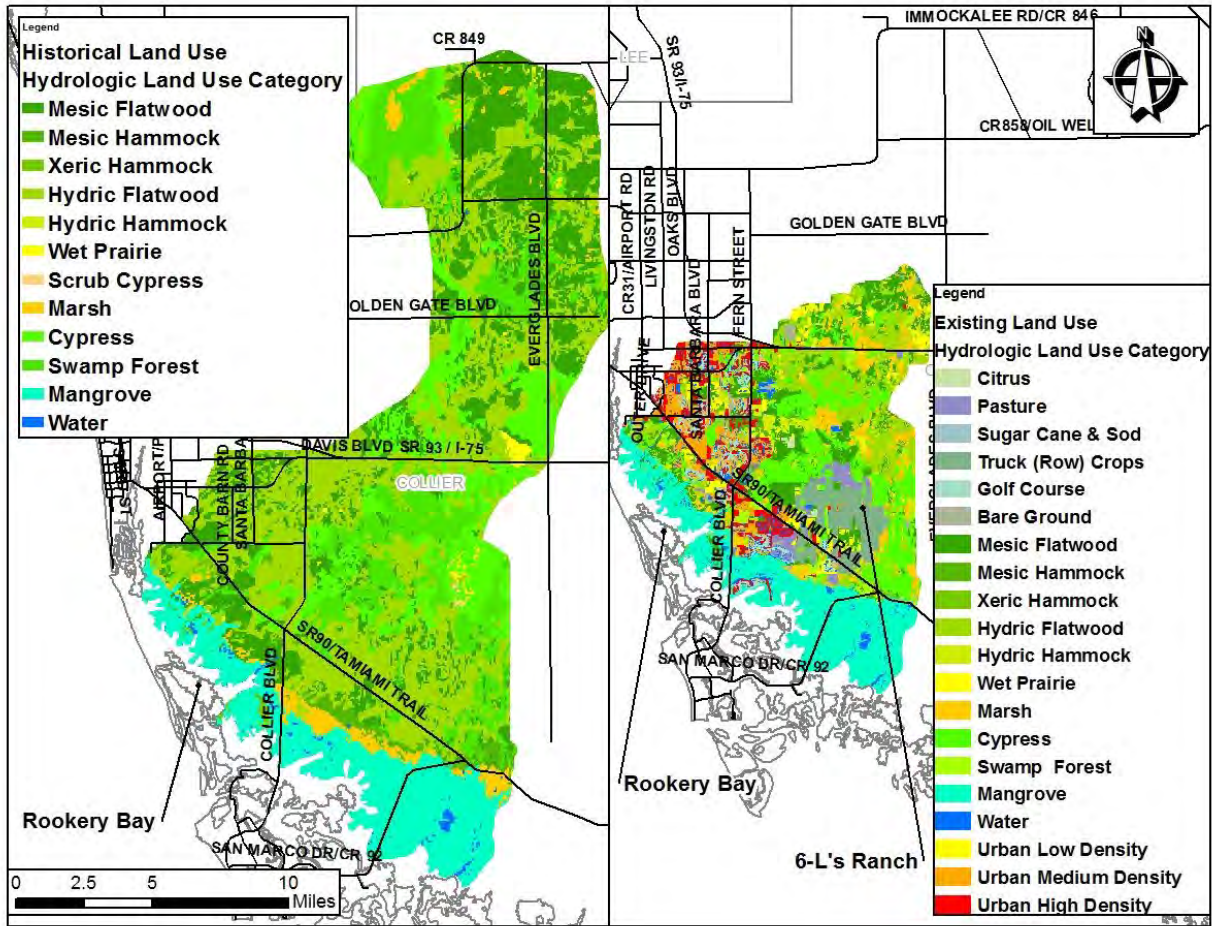 Legend
Historical Land Use
Hydrologic Land Use Category
Mesic Flatwood
Mesic Hammock
Xeric Hammock
Hydric Flatwood
Hydric Hammock
Wet Prairie
Scrub Cypress
Marsh
Cypress
Swamp Forest
Mangrove
Water
CR 849
EVERGLADES BLVD
OLDEN GATE BLVD
DAVIS BLVD SR 93 / I-75
COLLIER
AIRPORT/P
COUNTY BARN RD
SANTA BARBA
SR90/TAMIAMI TRAIL
COLLIER BLVD
Rookery Bay
SAN MARCO DR/CR 92
0 2.5 5 10
Miles
IMMOCKALEE RD/CR 846
N
LEE
SR 93/I-75
CR858/OIL WEL
CR31/AIRPORT RD
LIVINGSTON RD
OAKS BLVD
GOLDEN GATE BLVD
SANTA BARBARA BLVD
FERN STREET
OUTER DRIVE
SR90/TAMIAMI TRAIL
COLLIER BLVD
SAN MARCO DR/CR 92
Rookery Bay
6-L's Ranch
Legend
Existing Land Use
Hydrologic Land Use Category
Citrus
Pasture
Sugar Cane & Sod
Truck (Row) Crops
Golf Course
Bare Ground
Mesic Flatwood
Mesic Hammock
Xeric Hammock
Hydric Flatwood
Hydric Hammock
Wet Prairie
Marsh
Cypress
Swamp Forest
Mangrove
Water
Urban Low Density
Urban Medium Density
Urban High Density